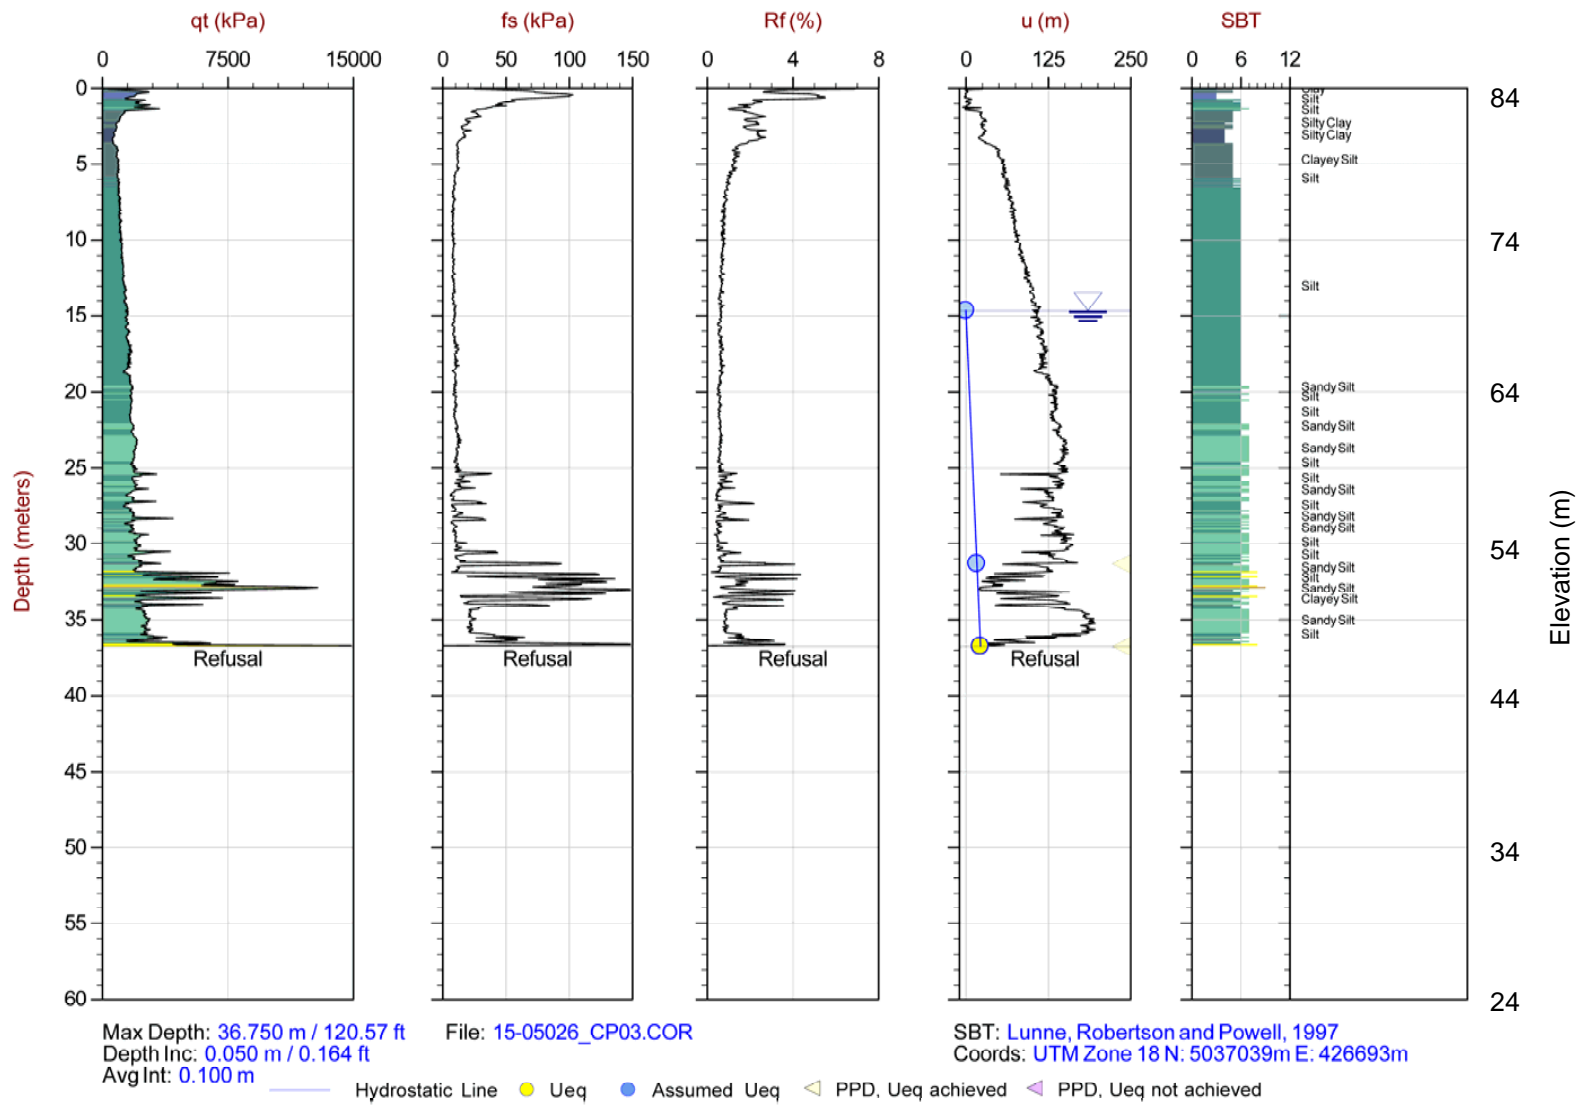 qt (kPa) fs (kPa) Rf (%) u (m) SBT
0 7500 15000 0 50 100 150 0 4 8 0 125 250 0 6 12
0 84
Silt
Silt
Silty Clay
Silty Clay
5 Clayey Silt
Silt
10 74
Silt
15
20 Sandy Silt 64
Silt
Silt
Sandy Silt
Sandy Silt
25 Silt
Silt
Sandy Silt
Silt
Sandy Silt
Sandy Silt
30 Silt 54
Silt
Sandy Silt
Silt
Sandy Silt
Clayey Silt
35 Sandy Silt
Silt
Refusal Refusal Refusal Refusal
40 44
45
50 34
55
60 24
Depth (meters)
Elevation (m)
Max Depth: 36.750 m / 120.57 ft File: 15-05026_CP03.COR SBT: Lunne, Robertson and Powell, 1997
Depth Inc: 0.050 m / 0.164 ft Coords: UTM Zone 18 N: 5037039m E: 426693m
Avg Int: 0.100 m
Hydrostatic Line Ueq Assumed Ueq PPD, Ueq achieved PPD, Ueq not achieved